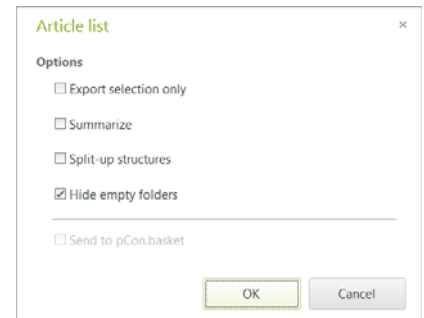 Article list
Options
Export selection only
Summarize
Split-up structures
Hide empty folders
Send to pCon.basket
OK Cancel